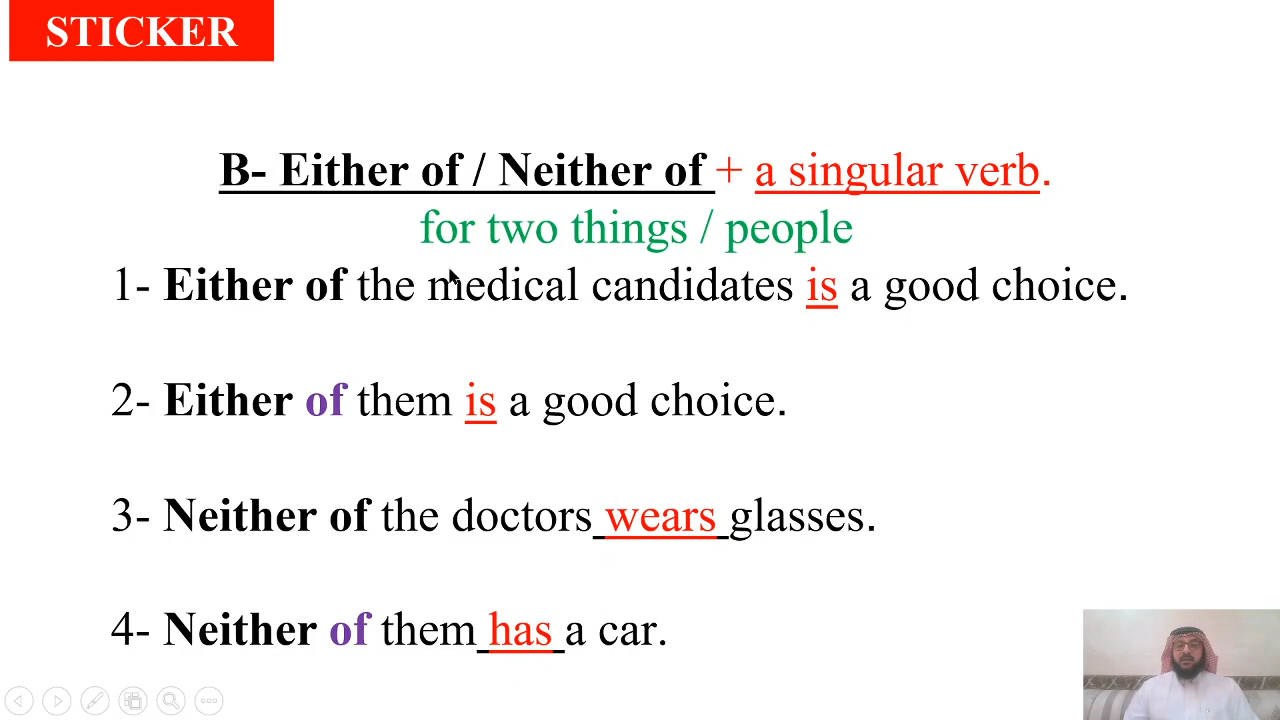 STICKER
B- Either of / Neither of + a singular verb.
for two things / people
1- Either of the medical candidates is a good choice.
2- Either of them is a good choice.
3- Neither of the doctors wears glasses.
4- Neither of them has a car.